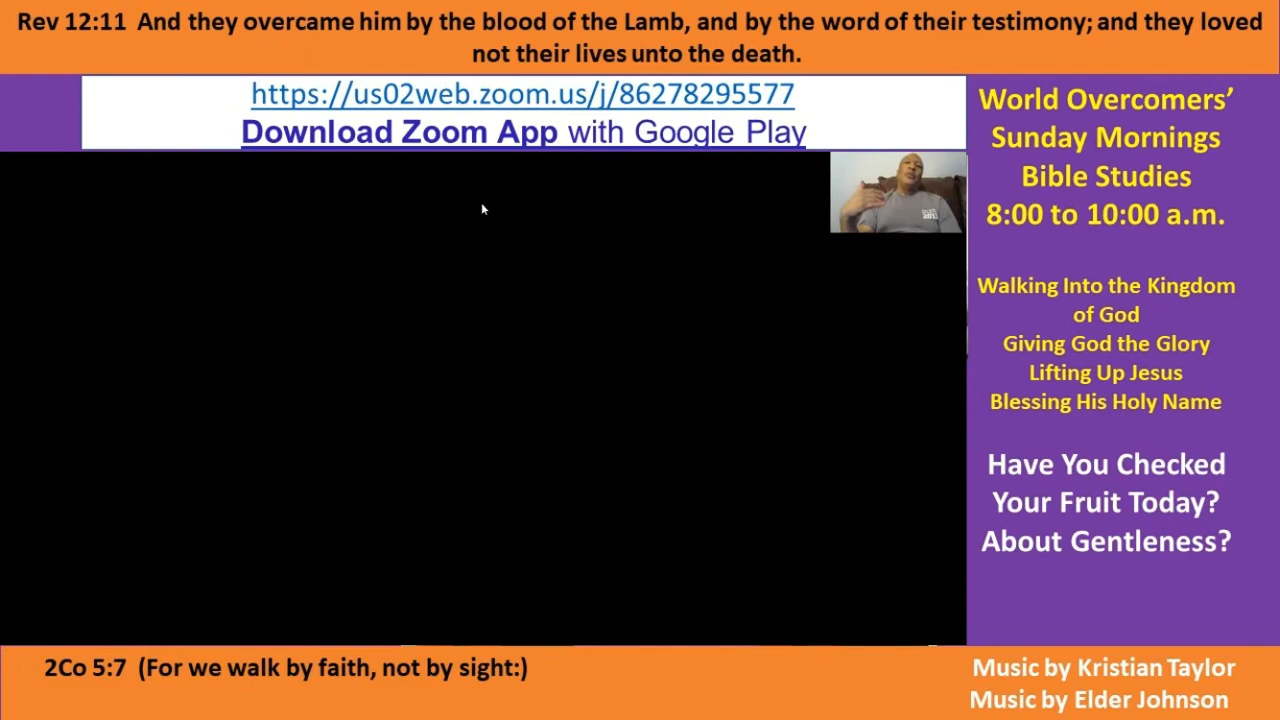 Rev 12:11  And they overcame him by the blood of the Lamb, and by the word of their testimony; and they loved
not their lives unto the death.
https://us02web.zoom.us/j/86278295577
Download Zoom App with Google Play
World Overcomers’
Sunday Mornings
Bible Studies
8:00 to 10:00 a.m.
Walking Into the Kingdom
of God
Giving God the Glory
Lifting Up Jesus
Blessing His Holy Name
Have You Checked
Your Fruit Today?
About Gentleness?
2Co 5:7  (For we walk by faith, not by sight:)
Music by Kristian Taylor
Music by Elder Johnson